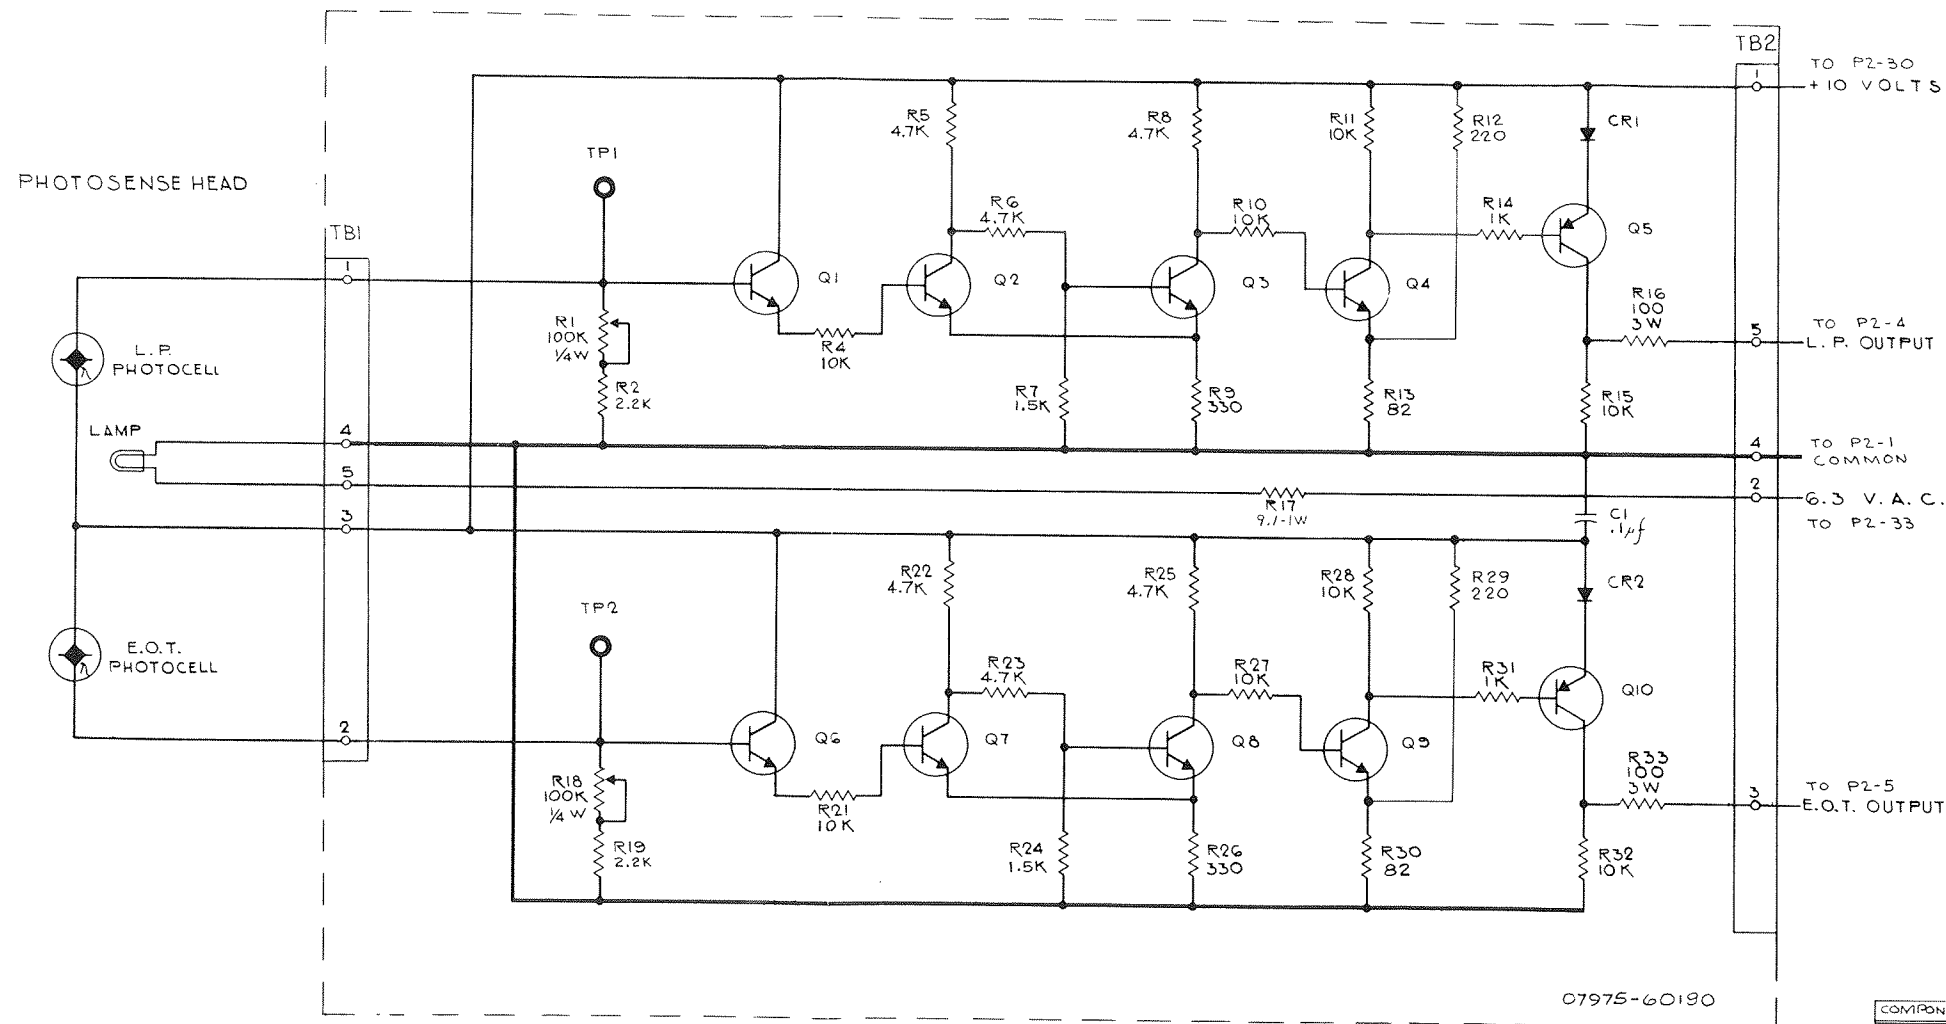 TB2
TO P2-30
1
+10 VOLTS
R5
4.7K
R8
4.7K
R11
10K
R12
220
CR1
TP1
PHOTOSENSE HEAD
R6
4.7K
R10
10K
R14
1K
Q5
TB1
1
Q1
Q2
Q3
Q4
R16
100
3W
R1
100K
1/4W
R4
10K
5
TO P2-4
L.P. OUTPUT
L.P.
PHOTOCELL
R2
2.2K
R7
1.5K
R9
330
R13
82
R15
10K
LAMP
4
4
TO P2-1
COMMON
5
R17
9.1-1W
2
6.3 V.A.C.
TO P2-33
3
C1
.1μf
R22
4.7K
R25
4.7K
R28
10K
R29
220
CR2
TP2
E.O.T.
PHOTOCELL
R23
4.7K
R27
10K
R31
1K
Q10
2
Q6
Q7
Q8
Q9
R33
100
3W
R18
100K
1/4W
R21
10K
3
TO P2-5
E.O.T. OUTPUT
R19
2.2K
R24
1.5K
R26
330
R30
82
R32
10K
07975-60190
COMPON